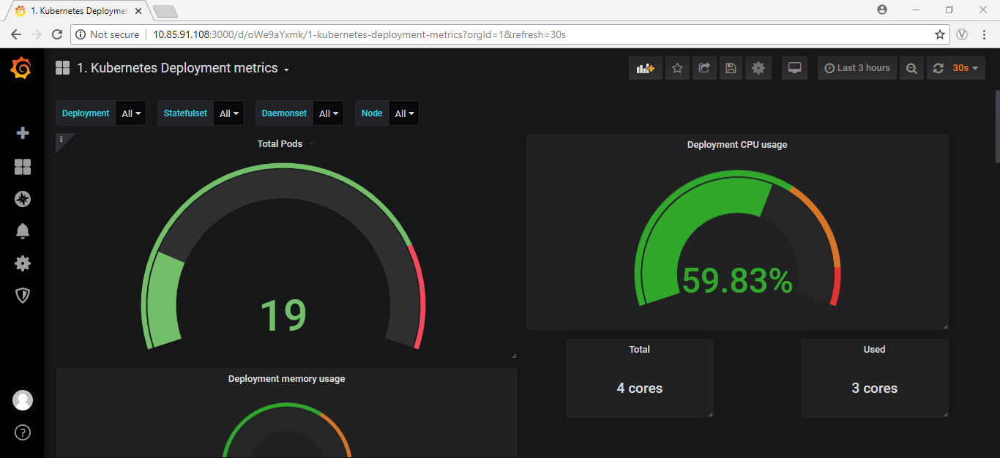 1. Kubernetes Deployme
Not secure
10.85.91.108:3000/d/oWe9aYxmk/1-kubernetes-deployment-metrics?orgId=1&refresh=30s
1. Kubernetes Deployment metrics
Last 3 hours
30s
Deployment All
Statefulset All
Daemonset All
Node All
Total Pods
19
Deployment CPU usage
59.83%
Total
4 cores
Used
3 cores
Deployment memory usage